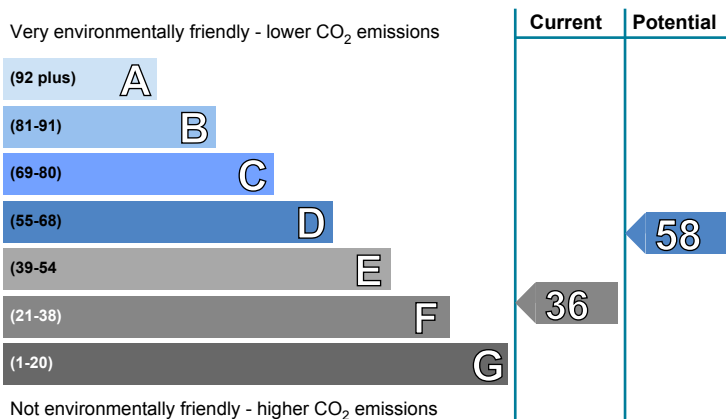 Current Potential
Very environmentally friendly - lower CO2 emissions
(92 plus) A
(81-91) B
(69-80) C
(55-68) D
58
(39-54 E
(21-38) F
36
(1-20) G
Not environmentally friendly - higher CO2 emissions